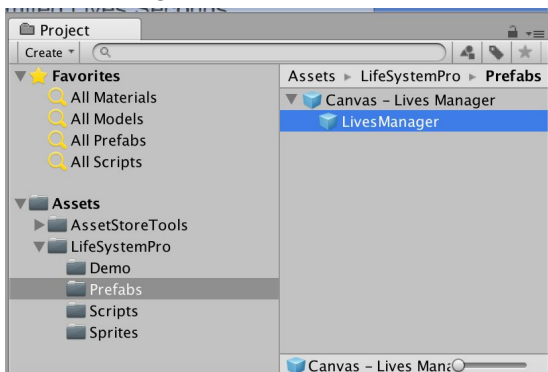 Project
Create
Favorites
All Materials
All Models
All Prefabs
All Scripts
Assets
AssetStoreTools
LifeSystemPro
Demo
Prefabs
Scripts
Sprites
Assets ▸ LifeSystemPro ▸ Prefabs
Canvas – Lives Manager
LivesManager
Canvas – Lives Mana